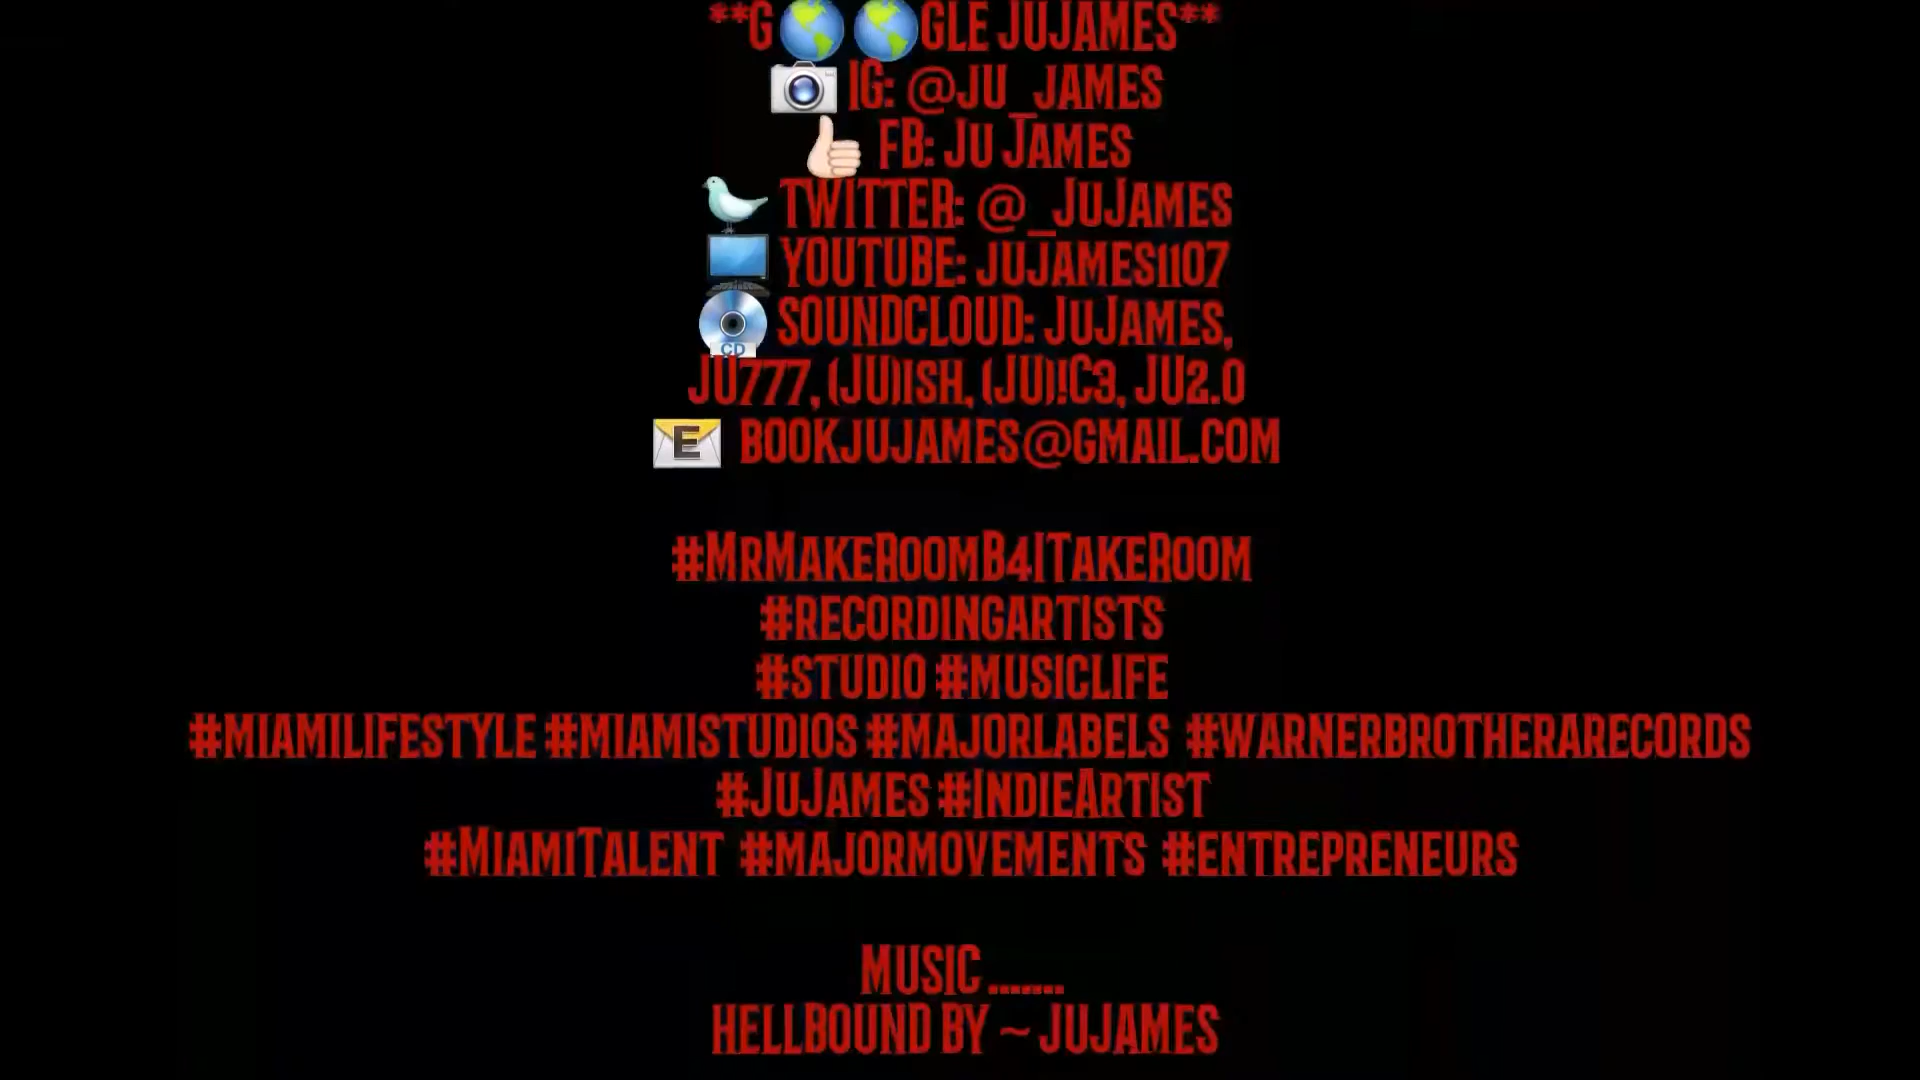 **G🌎🌎GLE JUJAMES**
IG: @JU_JAMES
FB: JU JAMES
TWITTER: @_JUJAMES
YOUTUBE: JUJAMES1107
CD SOUNDCLOUD: JUJAMES,
JU777, (JU)ISH, (JU)!C3, JU2.0
E BOOKJUJAMES@GMAIL.COM
#MRMAKEROOMB4ITAKEROOM
#RECORDINGARTISTS
#STUDIO #MUSICLIFE
#MIAMILIFESTYLE #MIAMISTUDIOS #MAJORLABELS #WARNERBROTHERARECORDS
#JUJAMES #INDIEARTIST
#MIAMITALENT #MAJORMOVEMENTS #ENTREPRENEURS
MUSIC .......
HELLBOUND BY ~ JUJAMES